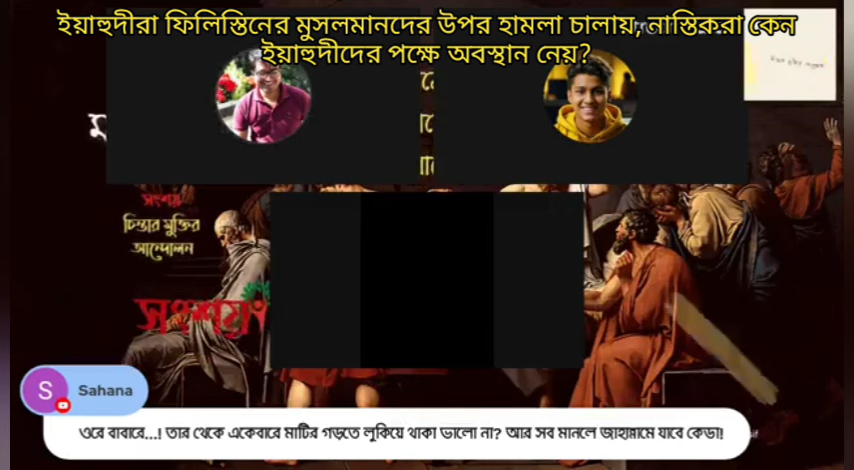 ইয়াহুদীরা ফিলিস্তিনের মুসলমানদের উপর হামলা চালায়, নাস্তিকরা কেন
ইয়াহুদীদের পক্ষে অবস্থান নেয়?
সংশয়
চিন্তার মুক্তির
আন্দোলন
সংশয়
S Sahana
ওরে বাবারে...! তার থেকে একেবারে মাটির গড়তে লুকিয়ে থাকা ভালো না? আর সব মানলে জাহান্নামে যাবে কেডা!